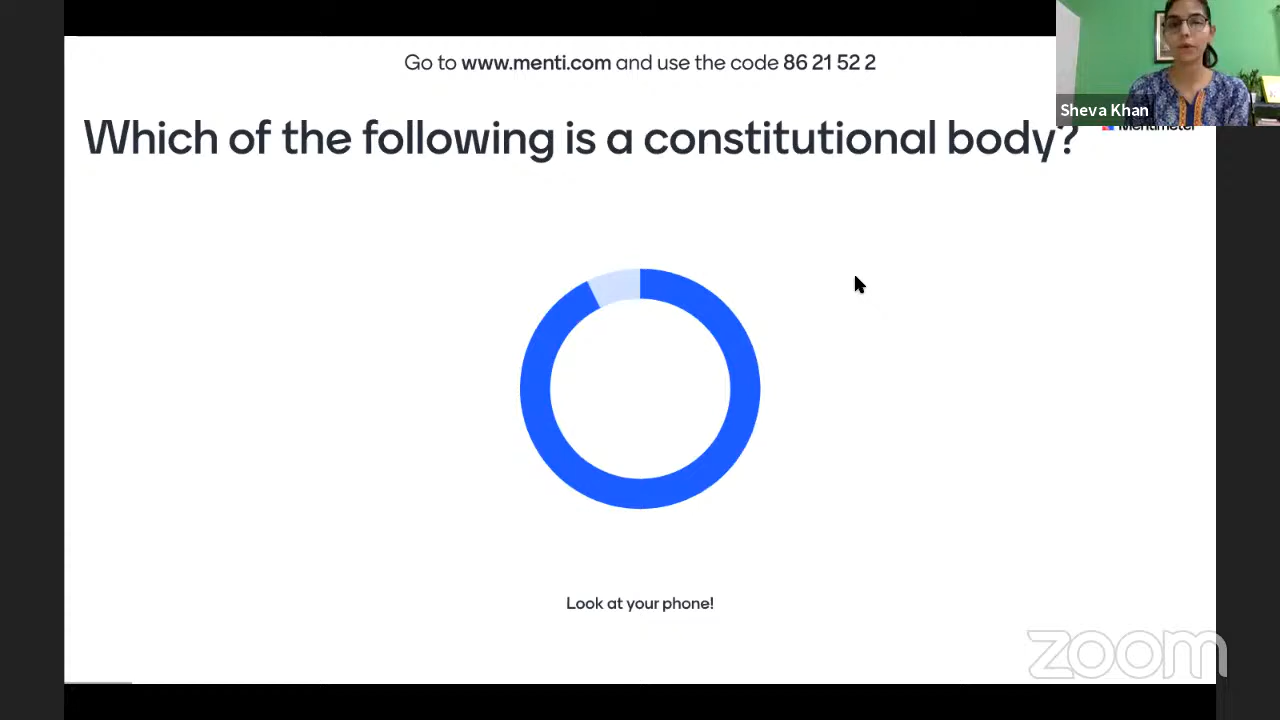 Go to www.menti.com and use the code 86 21 52 2
Sheva Khan
Mentimeter
Which of the following is a constitutional body?
Look at your phone!
zoom